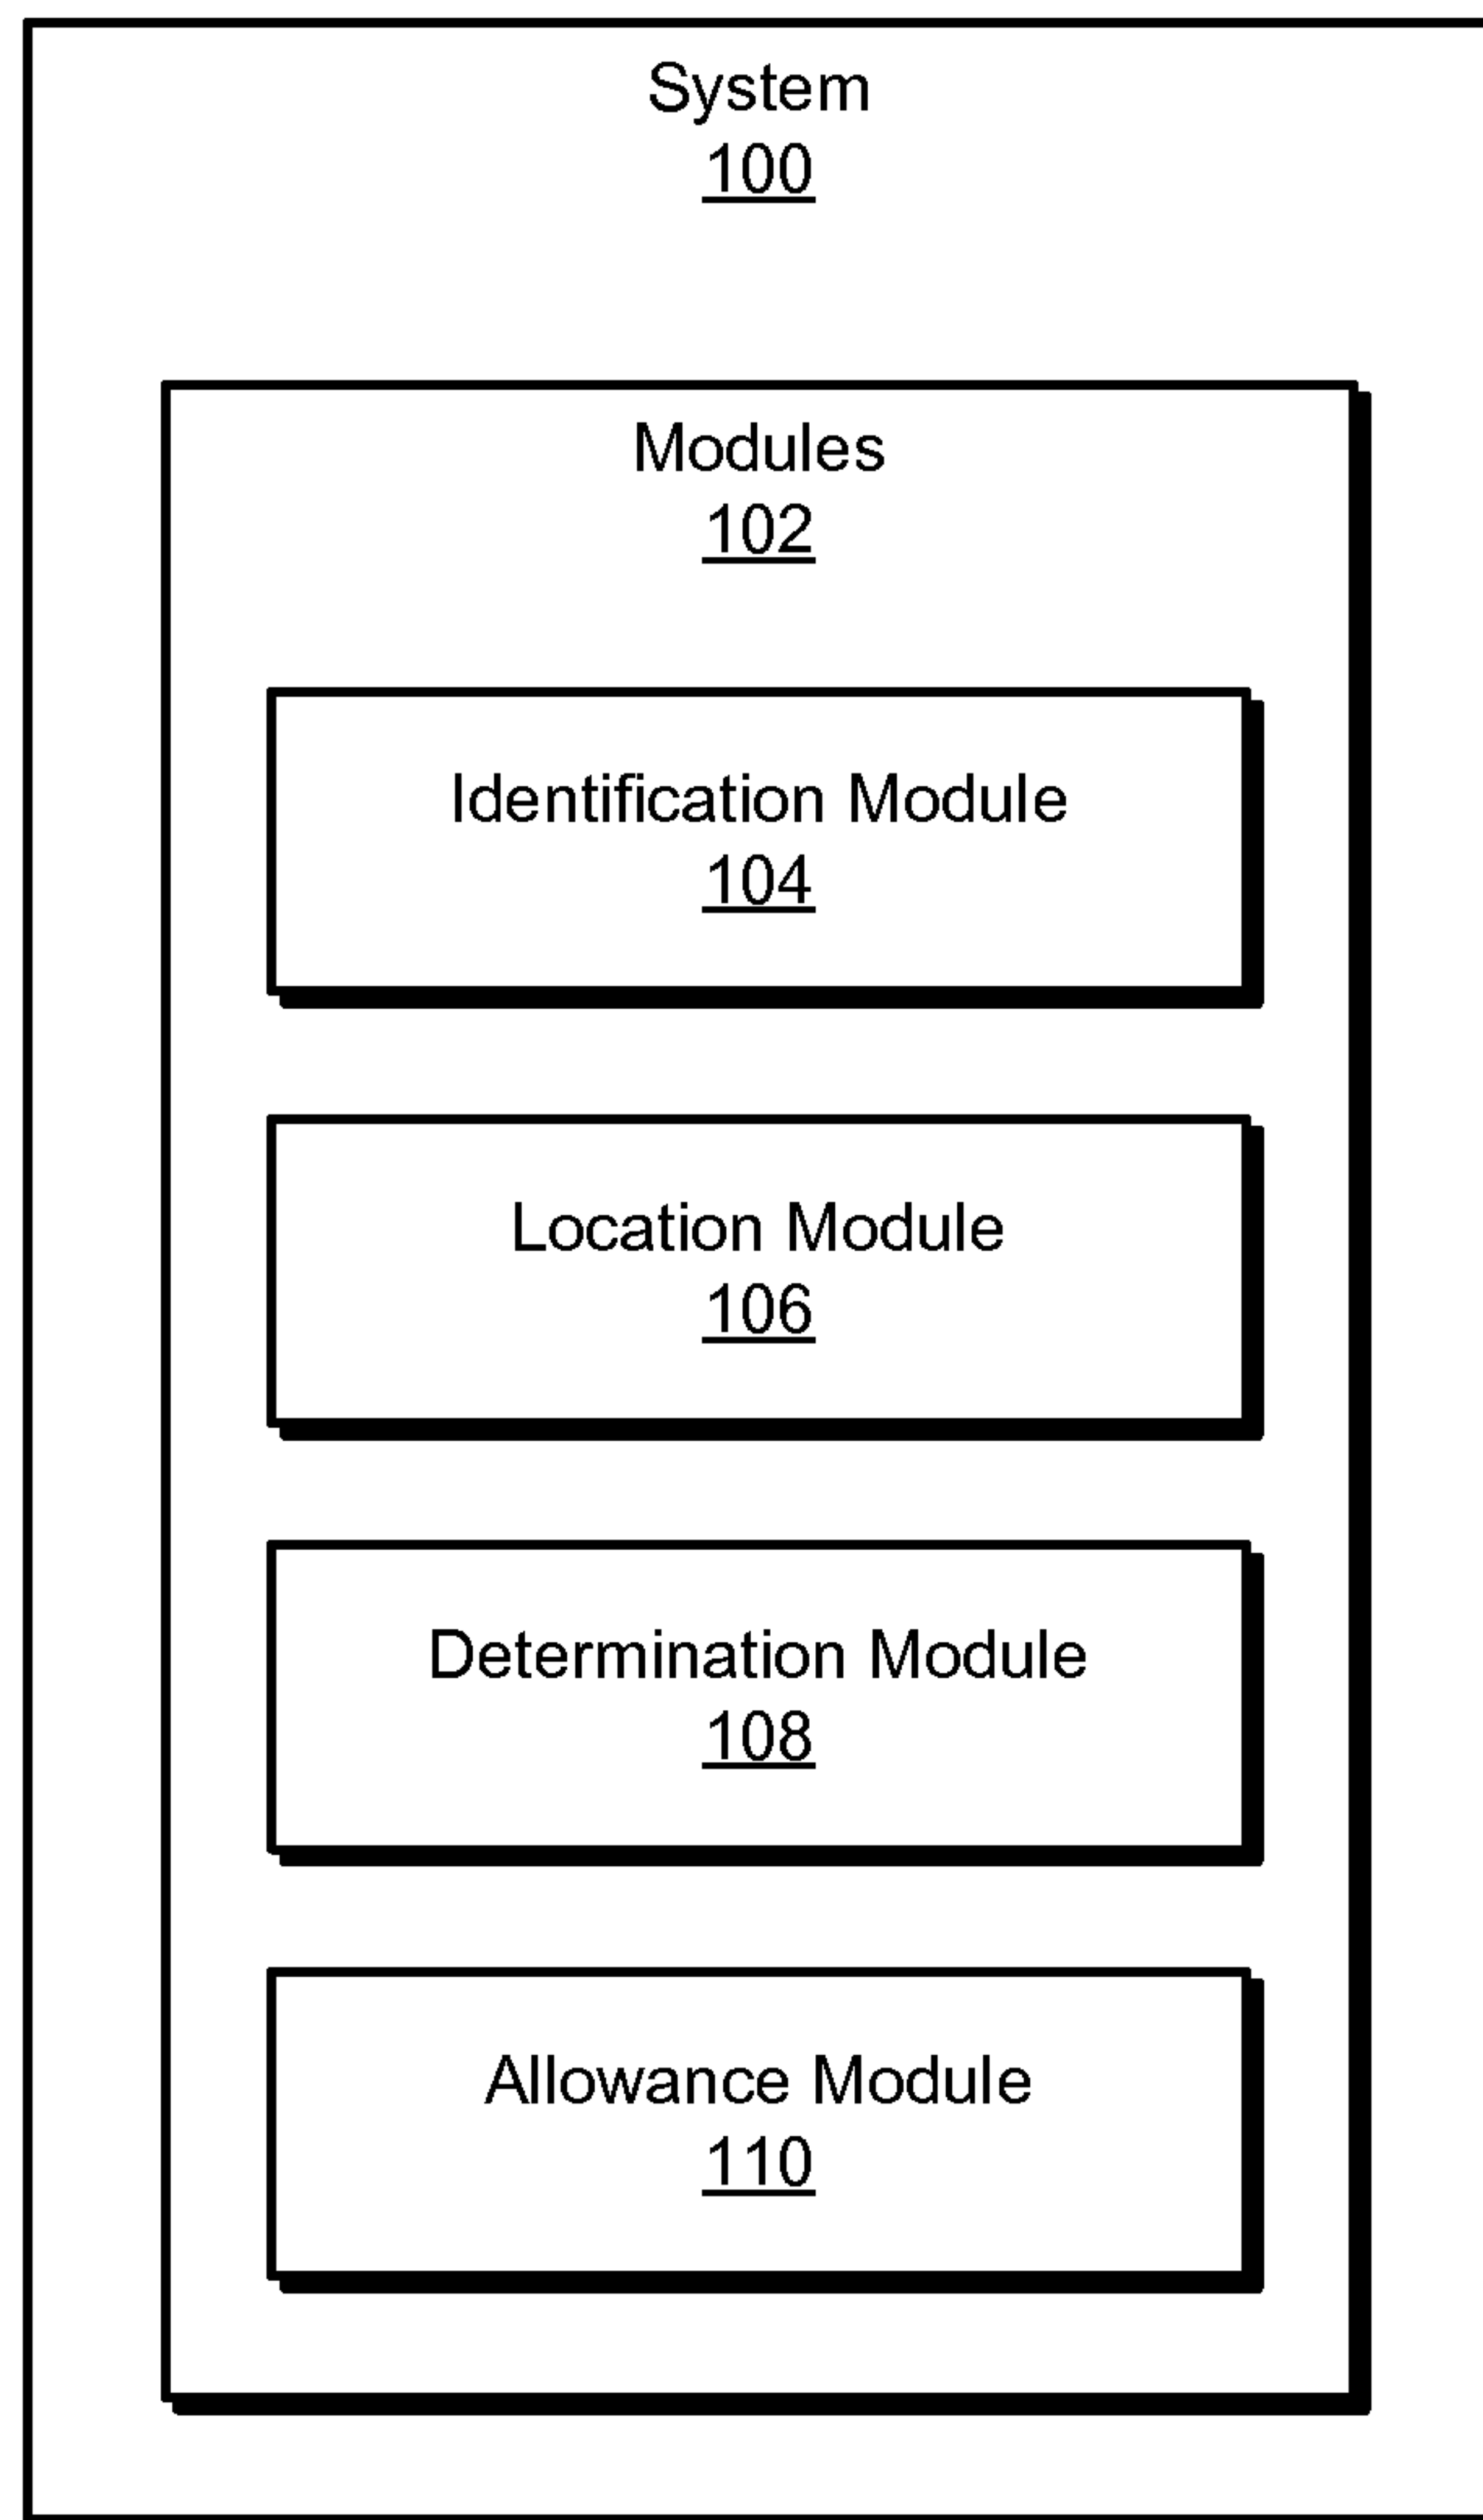 System
100
Modules
102
Identification Module
104
Location Module
106
Determination Module
108
Allowance Module
110